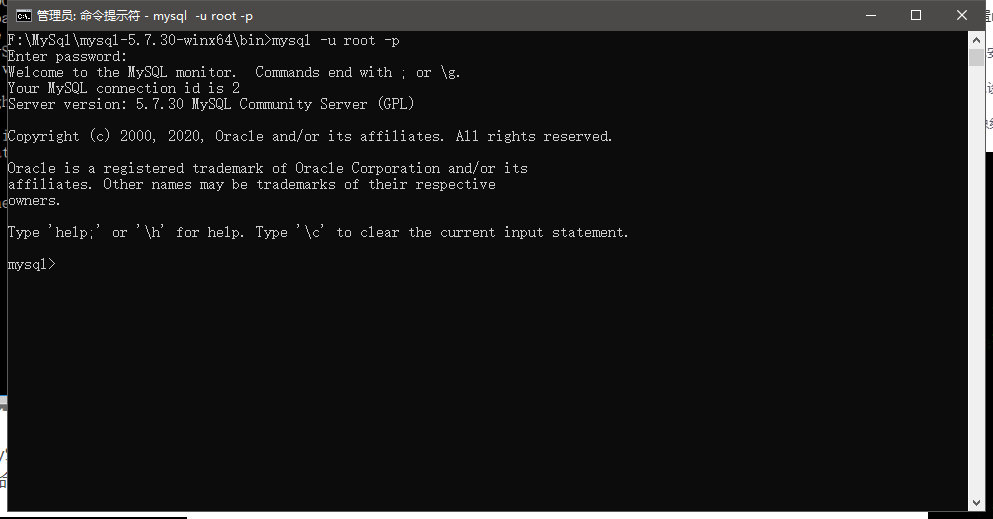 管理员: 命令提示符 - mysql -u root -p
F:\MySql\mysql-5.7.30-winx64\bin>mysql -u root -p
Enter password:
Welcome to the MySQL monitor.  Commands end with ; or \g.
Your MySQL connection id is 2
Server version: 5.7.30 MySQL Community Server (GPL)
Copyright (c) 2000, 2020, Oracle and/or its affiliates. All rights reserved.
Oracle is a registered trademark of Oracle Corporation and/or its
affiliates. Other names may be trademarks of their respective
owners.
Type 'help;' or '\h' for help. Type '\c' to clear the current input statement.
mysql>